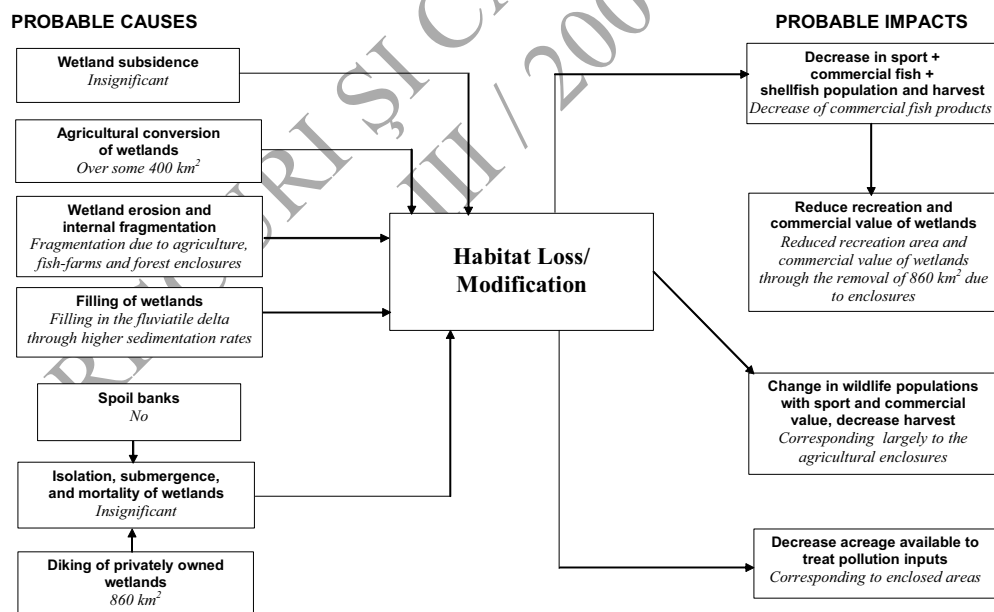 PROBABLE CAUSES
Wetland subsidence
Insignificant
Agricultural conversion
of wetlands
Over some 400 km²
Wetland erosion and
internal fragmentation
Fragmentation due to agriculture,
fish-farms and forest enclosures
Filling of wetlands
Filling in the fluviatile delta
through higher sedimentation rates
Spoil banks
No
Isolation, submergence,
and mortality of wetlands
Insignificant
Diking of privately owned
wetlands
860 km²
Habitat Loss/
Modification
PROBABLE IMPACTS
Decrease in sport +
commercial fish +
shellfish population and harvest
Decrease of commercial fish products
Reduce recreation and
commercial value of wetlands
Reduced recreation area and
commercial value of wetlands
through the removal of 860 km² due
to enclosures
Change in wildlife populations
with sport and commercial
value, decrease harvest
Corresponding largely to the
agricultural enclosures
Decrease acreage available to
treat pollution inputs
Corresponding to enclosed areas
ŞI
III / 200